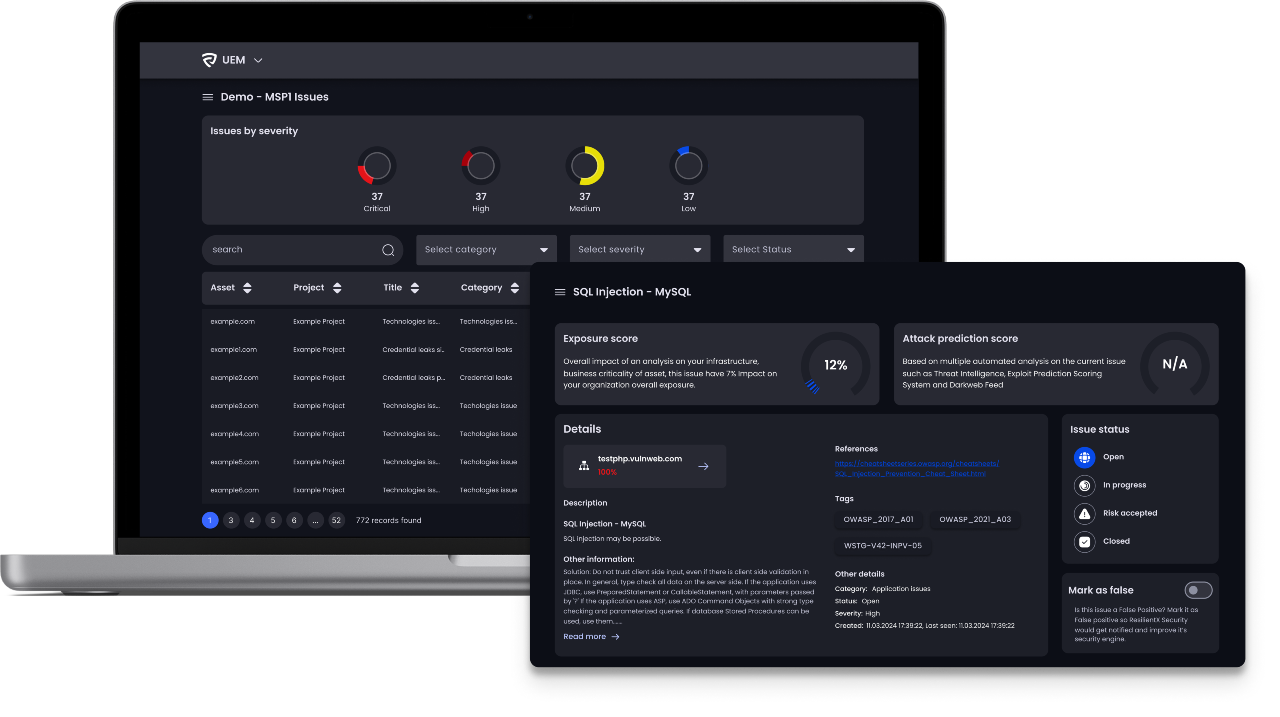 UEM
Demo - MSP1 Issues
Issues by severity
37
Critical
37
High
37
Medium
37
Low
search
Select category
Select severity
Select Status
Asset Project Title Category
example.com Example Project Technologies iss... Technologies iss...
example1.com Example Project Credential leaks si.. Credential leaks
example2.com Example Project Credential leaks p... Credential leaks
example3.com Example Project Techologies iss... Techologies issue
example4.com Example Project Techologies iss... Techologies issue
example5.com Example Project Techologies iss... Techologies issue
example6.com Example Project Techologies iss... Techologies issue
1 3 4 5 6 ... 52 772 records found
SQL Injection - MySQL
Exposure score
Overall impact of an analysis on your infrastructure,
business criticality of asset, this issue have 7% impact on
your organization overall exposure.
12%
Attack prediction score
Based on multiple automated analysis on the current issue
such as Threat Intelligence, Exploit Prediction Scoring
System and Darkweb Feed
N/A
Details
testphp.vulnweb.com
100%
Description
SQL Injection - MySQL
SQL injection may be possible.
Other information:
Solution: Do not trust client side input, even if there is client side validation in
place. In general, type check all data on the server side. If the application uses
JDBC, use PreparedStatement or CallableStatement, with parameters passed
by '?' If the application uses ASP, use ADO Command Objects with strong type
checking and parameterized queries. If database Stored Procedures can be
used, use them......
Read more
References
https://cheatsheetseries.owasp.org/cheatsheets/
SQL_Injection_Prevention_Cheat_Sheet.html
Tags
OWASP_2017_A01 OWASP_2021_A03
WSTG-V42-INPV-05
Other details
Category: Application issues
Status: Open
Severity: High
Created: 11.03.2024 17:39:22, Last seen: 11.03.2024 17:39:22
Issue status
Open
In progress
Risk accepted
Closed
Mark as false
Is this issue a False Positive? Mark it as
False positive so ResilientX Security
would get notified and improve it's
security engine.